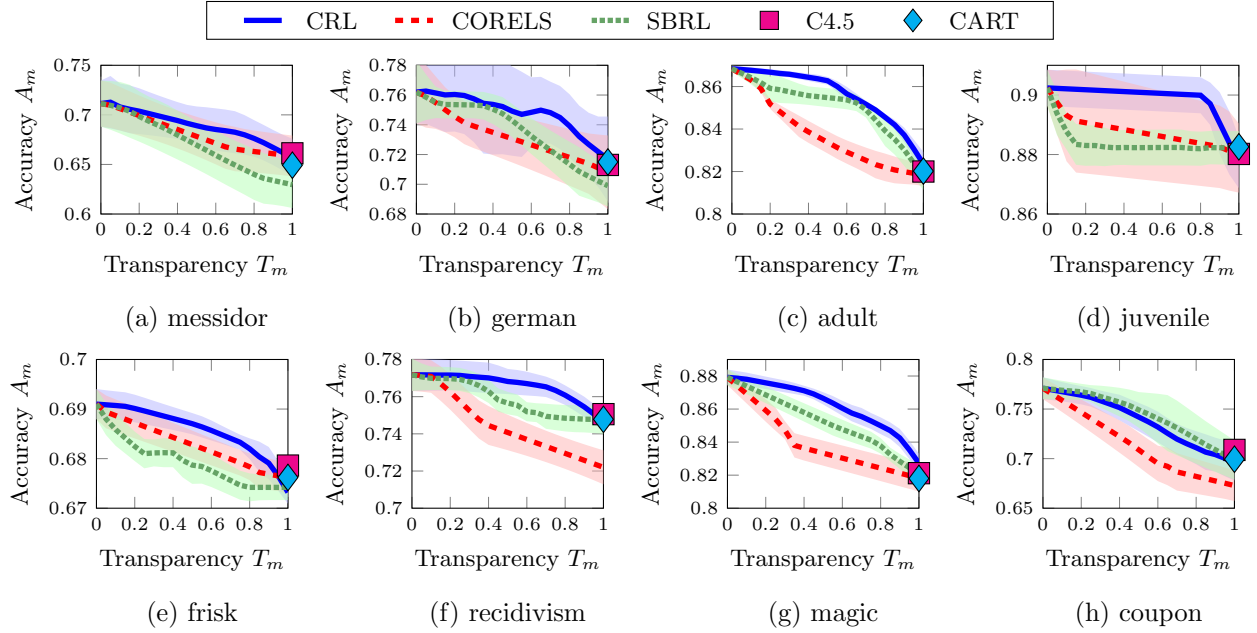 CRL CORELS SBRL C4.5 CART
0.75
0.7
0.65
0.6
Accuracy A_m
0 0.2 0.4 0.6 0.8 1
Transparency T_m
(a) messidor
0.78
0.76
0.74
0.72
0.7
0.68
Accuracy A_m
0 0.2 0.4 0.6 0.8 1
Transparency T_m
(b) german
0.86
0.84
0.82
0.8
Accuracy A_m
0 0.2 0.4 0.6 0.8 1
Transparency T_m
(c) adult
0.9
0.88
0.86
Accuracy A_m
0 0.2 0.4 0.6 0.8 1
Transparency T_m
(d) juvenile
0.7
0.69
0.68
0.67
Accuracy A_m
0 0.2 0.4 0.6 0.8 1
Transparency T_m
(e) frisk
0.78
0.76
0.74
0.72
0.7
Accuracy A_m
0 0.2 0.4 0.6 0.8 1
Transparency T_m
(f) recidivism
0.88
0.86
0.84
0.82
0.8
Accuracy A_m
0 0.2 0.4 0.6 0.8 1
Transparency T_m
(g) magic
0.8
0.75
0.7
0.65
Accuracy A_m
0 0.2 0.4 0.6 0.8 1
Transparency T_m
(h) coupon